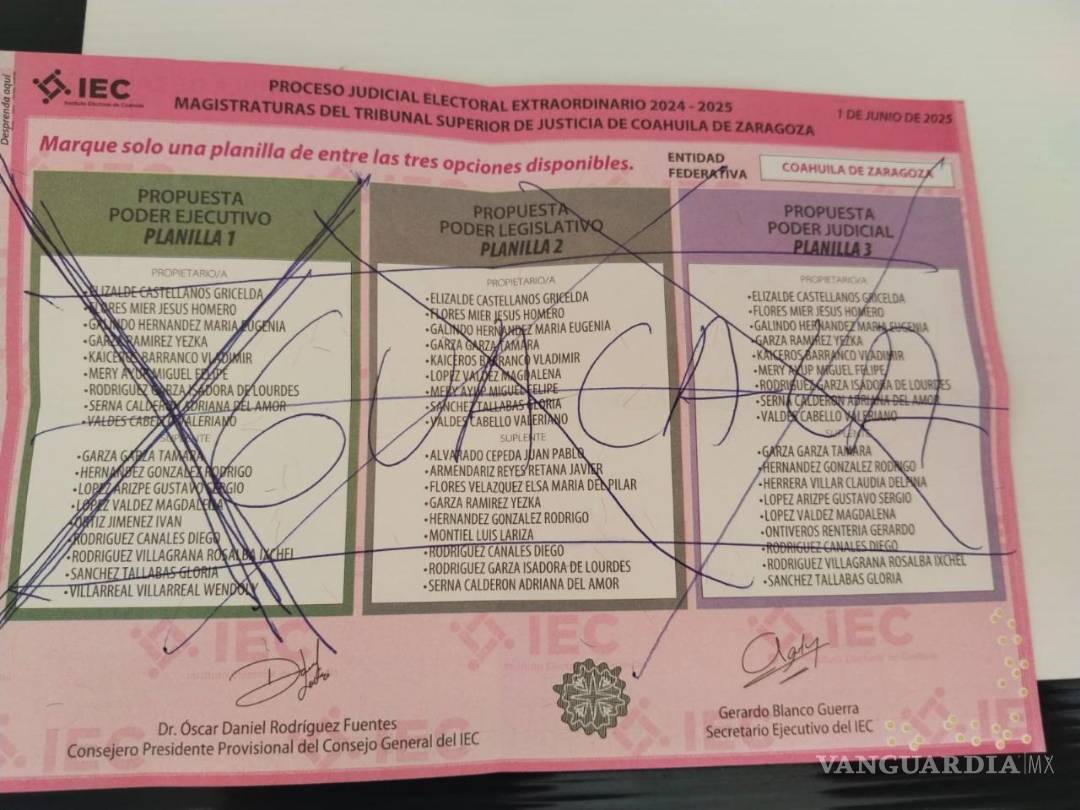 Desprenda aquí
IEC
Instituto Electoral de Coahuila
PROCESO JUDICIAL ELECTORAL EXTRAORDINARIO 2024 - 2025
MAGISTRATURAS DEL TRIBUNAL SUPERIOR DE JUSTICIA DE COAHUILA DE ZARAGOZA
1 DE JUNIO DE 2025
Marque solo una planilla de entre las tres opciones disponibles.
ENTIDAD
FEDERATIVA
COAHUILA DE ZARAGOZA
PROPUESTA
PODER EJECUTIVO
PLANILLA 1
PROPIETARIO/A
•ELIZALDE CASTELLANOS GRICELDA
•FLORES MIER JESUS HOMERO
•GALINDO HERNANDEZ MARIA EUGENIA
•GARZA RAMIREZ YEZKA
•KAICEROS BARRANCO VLADIMIR
•MERY AYUP MIGUEL FELIPE
•RODRIGUEZ GARZA ISADORA DE LOURDES
•SERNA CALDERON ADRIANA DEL AMOR
•VALDES CABELLO VALERIANO
SUPLENTE
•GARZA GARZA TAMARA
•HERNANDEZ GONZALEZ RODRIGO
•LOPEZ ARIZPE GUSTAVO SERGIO
•LOPEZ VALDEZ MAGDALENA
•ORTIZ JIMENEZ IVAN
•RODRIGUEZ CANALES DIEGO
•RODRIGUEZ VILLAGRANA ROSALBA IXCHEL
•SANCHEZ TALLABAS GLORIA
•VILLARREAL VILLARREAL WENDOLY
PROPUESTA
PODER LEGISLATIVO
PLANILLA 2
PROPIETARIO/A
•ELIZALDE CASTELLANOS GRICELDA
•FLORES MIER JESUS HOMERO
•GALINDO HERNANDEZ MARIA EUGENIA
•GARZA GARZA TAMARA
•KAICEROS BARRANCO VLADIMIR
•LOPEZ VALDEZ MAGDALENA
•MERY AYUP MIGUEL FELIPE
•SANCHEZ TALLABAS GLORIA
•VALDES CABELLO VALERIANO
SUPLENTE
•ALVARADO CEPEDA JUAN PABLO
•ARMENDARIZ REYES RETANA JAVIER
•FLORES VELAZQUEZ ELSA MARIA DEL PILAR
•GARZA RAMIREZ YEZKA
•HERNANDEZ GONZALEZ RODRIGO
•MONTIEL LUIS LARIZA
•RODRIGUEZ CANALES DIEGO
•RODRIGUEZ GARZA ISADORA DE LOURDES
•SERNA CALDERON ADRIANA DEL AMOR
PROPUESTA
PODER JUDICIAL
PLANILLA 3
PROPIETARIO/A
•ELIZALDE CASTELLANOS GRICELDA
•FLORES MIER JESUS HOMERO
•GALINDO HERNANDEZ MARIA EUGENIA
•GARZA RAMIREZ YEZKA
•KAICEROS BARRANCO VLADIMIR
•MERY AYUP MIGUEL FELIPE
•RODRIGUEZ GARZA ISADORA DE LOURDES
•SERNA CALDERON ADRIANA DEL AMOR
•VALDES CABELLO VALERIANO
SUPLENTE
•GARZA GARZA TAMARA
•HERNANDEZ GONZALEZ RODRIGO
•HERRERA VILLAR CLAUDIA DELFINA
•LOPEZ ARIZPE GUSTAVO SERGIO
•LOPEZ VALDEZ MAGDALENA
•ONTIVEROS RENTERIA GERARDO
•RODRIGUEZ CANALES DIEGO
•RODRIGUEZ VILLAGRANA ROSALBA IXCHEL
•SANCHEZ TALLABAS GLORIA
IEC
IEC
IEC
Dr. Óscar Daniel Rodríguez Fuentes
Consejero Presidente Provisional del Consejo General del IEC
Gerardo Blanco Guerra
Secretario Ejecutivo del IEC
VANGUARDIA|MX